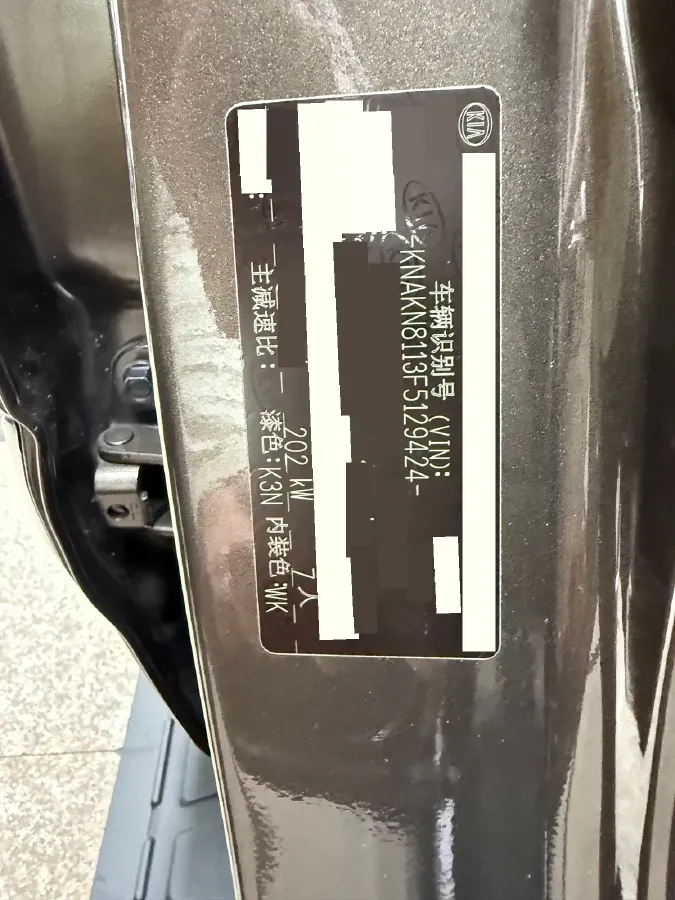 KIA
车辆识别号 (VIN):
-KNAKN8113F5129424-
202 kW
7人
主减速比: — 漆色:K3N 内装色:WK